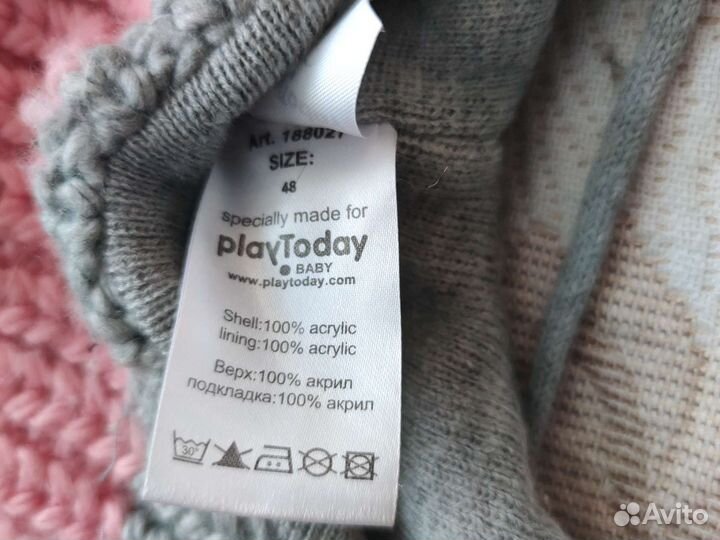 Art. 188027
SIZE:
48
specially made for
playToday
BABY
www.playtoday.com
Shell:100% acrylic
lining:100% acrylic
Верх:100% акрил
подкладка:100% акрил
30°
Avito